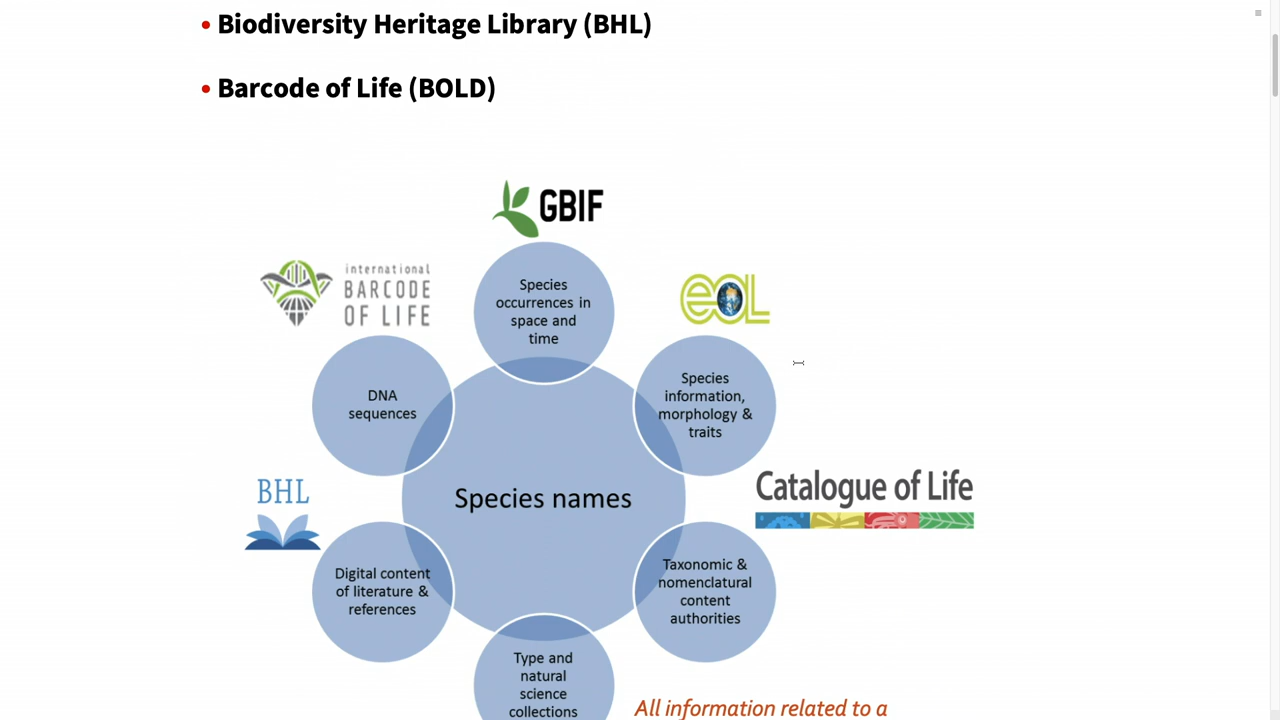 • Biodiversity Heritage Library (BHL)
• Barcode of Life (BOLD)
GBIF
international
BARCODE
OF LIFE
Species
occurrences in
space and
time
eOL
DNA
sequences
Species
information,
morphology &
traits
BHL
Species names
Catalogue of Life
Digital content
of literature &
references
Taxonomic &
nomenclatural
content
authorities
Type and
natural
science
collections
All information related to a